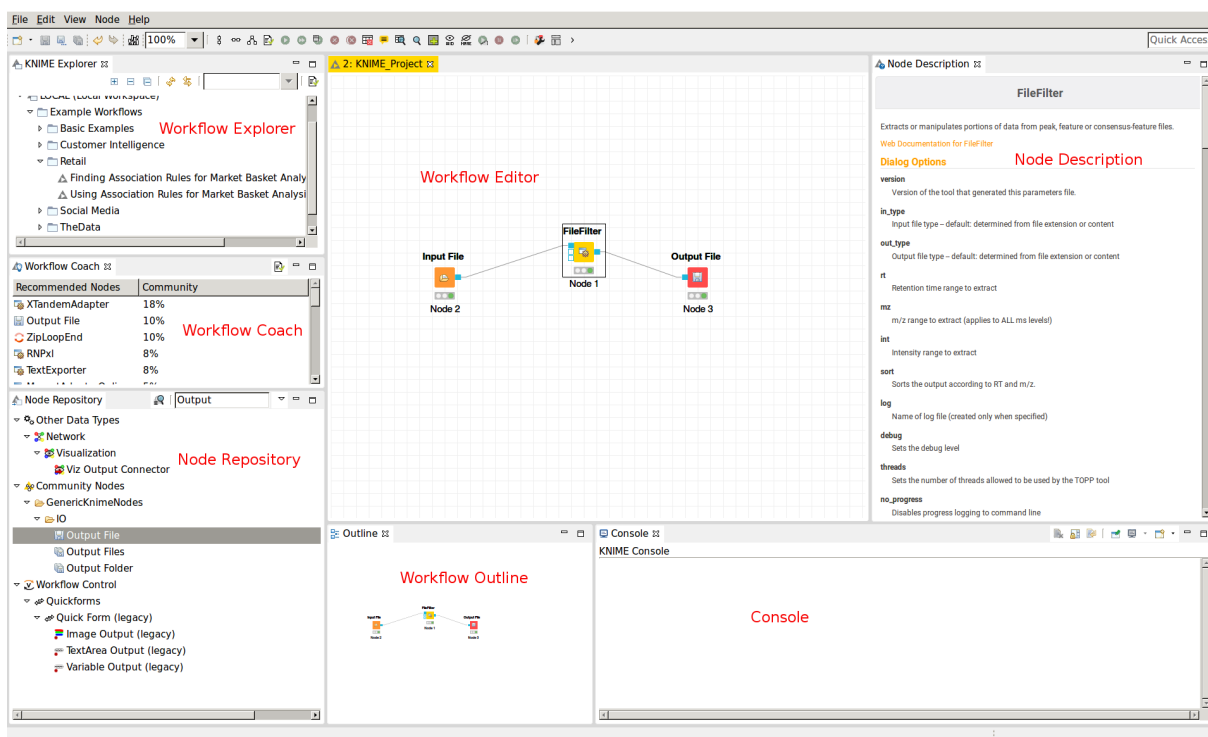 File Edit View Node Help
100%
Quick Acces
KNIME Explorer
LOCAL (Local Workspace)
Example Workflows
Basic Examples
Customer Intelligence
Retail
Finding Association Rules for Market Basket Analy
Using Association Rules for Market Basket Analysi
Social Media
TheData
Workflow Explorer
Workflow Coach
Recommended Nodes Community
XTandemAdapter 18%
Output File 10%
ZipLoopEnd 10%
RNPxl 8%
TextExporter 8%
Workflow Coach
Node Repository Output
Other Data Types
Network
Visualization
Viz Output Connector
Community Nodes
GenericKnimeNodes
IO
Output File
Output Files
Output Folder
Workflow Control
Quickforms
Quick Form (legacy)
Image Output (legacy)
TextArea Output (legacy)
Variable Output (legacy)
Node Repository
2: KNIME_Project
Workflow Editor
Input File
Node 2
FileFilter
Node 1
Output File
Node 3
Outline
Workflow Outline
Input File
Node 2
FileFilter
Node 1
Output File
Node 3
Console
KNIME Console
Console
Node Description
FileFilter
Extracts or manipulates portions of data from peak, feature or consensus-feature files.
Web Documentation for FileFilter
Node Description
Dialog Options
version
Version of the tool that generated this parameters file.
in_type
Input file type – default: determined from file extension or content
out_type
Output file type – default: determined from file extension or content
rt
Retention time range to extract
mz
m/z range to extract (applies to ALL ms levels!)
int
Intensity range to extract
sort
Sorts the output according to RT and m/z.
log
Name of log file (created only when specified)
debug
Sets the debug level
threads
Sets the number of threads allowed to be used by the TOPP tool
no_progress
Disables progress logging to command line